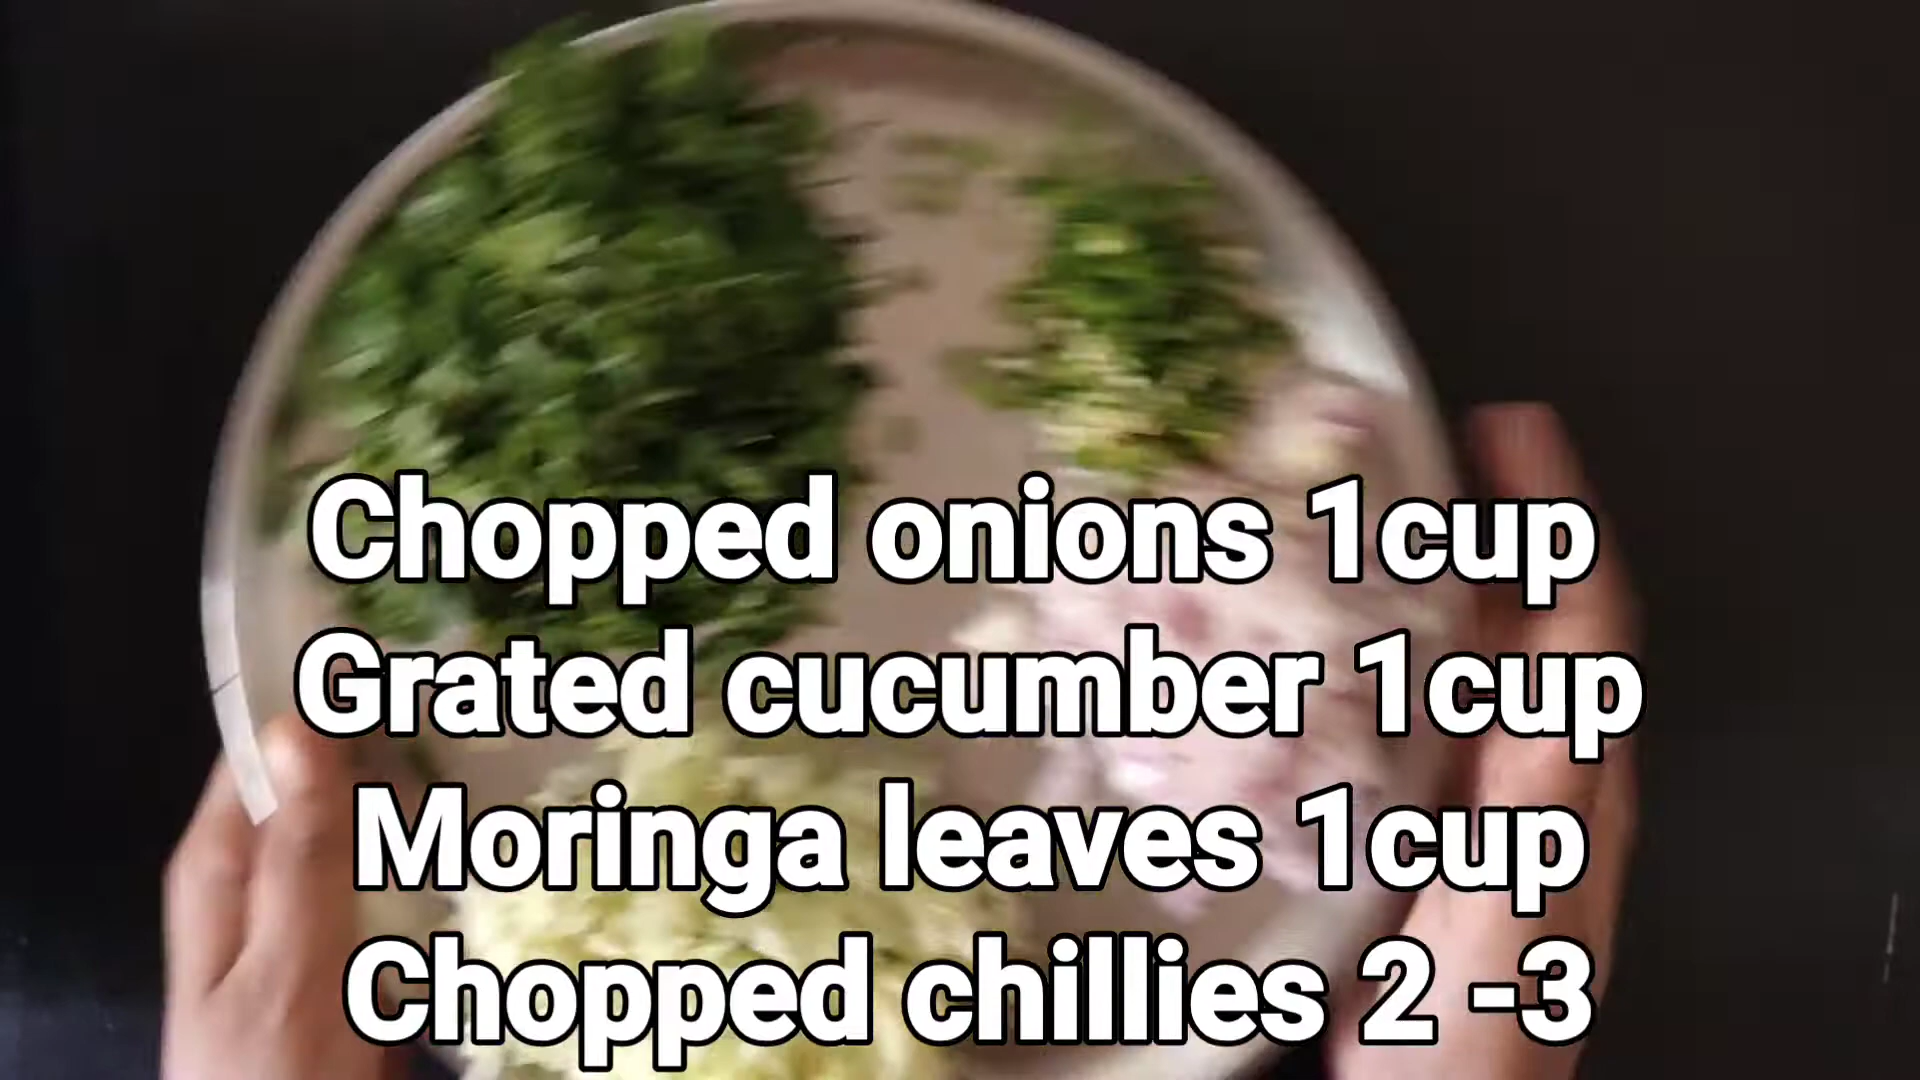 Chopped onions 1cup
Grated cucumber 1cup
Moringa leaves 1cup
Chopped chillies 2 -3